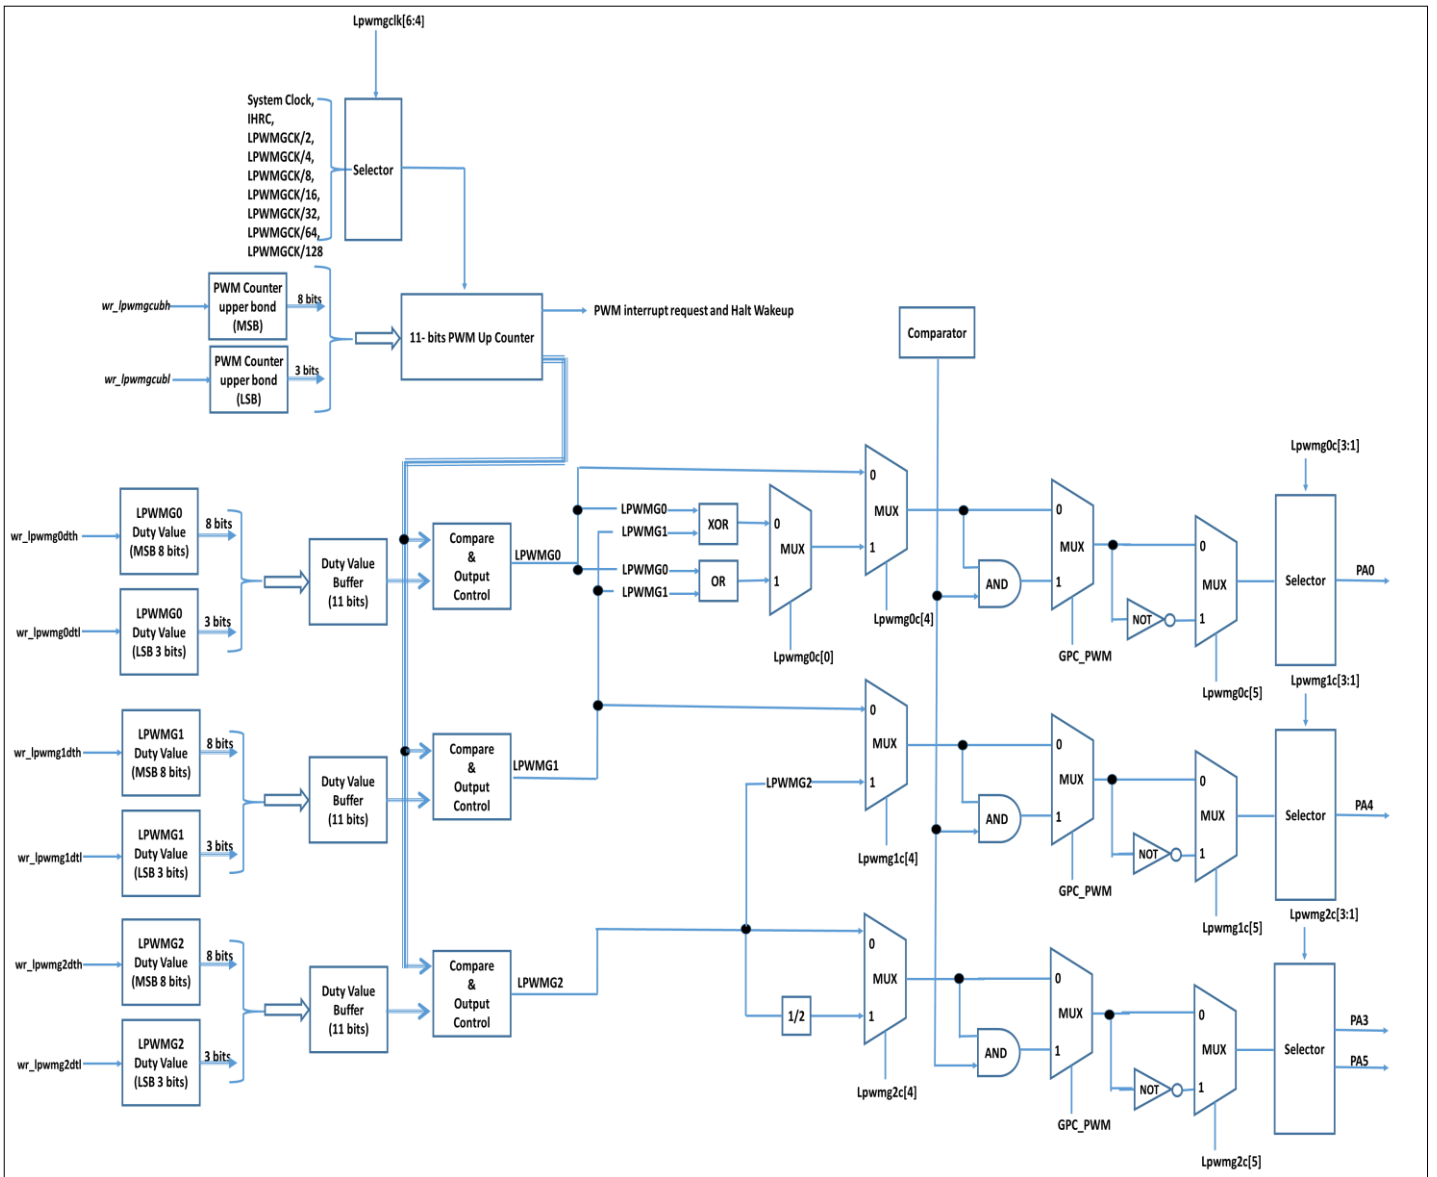 Lpwmgclk[6:4]
System Clock,
IHRC,
LPWMGCK/2,
LPWMGCK/4,
LPWMGCK/8,
LPWMGCK/16,
LPWMGCK/32,
LPWMGCK/64,
LPWMGCK/128
Selector
wr_lpwmgcubh
PWM Counter
upper bond
(MSB)
8 bits
wr_lpwmgcubl
PWM Counter
upper bond
(LSB)
3 bits
11- bits PWM Up Counter
PWM interrupt request and Halt Wakeup
Comparator
wr_lpwmg0dth
LPWMG0
Duty Value
(MSB 8 bits)
8 bits
wr_lpwmg0dtl
LPWMG0
Duty Value
(LSB 3 bits)
3 bits
Duty Value
Buffer
(11 bits)
Compare
&
Output
Control
LPWMG0
LPWMG0
LPWMG1
XOR
LPWMG0
LPWMG1
OR
0
MUX
1
Lpwmg0c[0]
0
MUX
1
Lpwmg0c[4]
AND
0
MUX
1
GPC_PWM
NOT
0
MUX
1
Lpwmg0c[5]
Lpwmg0c[3:1]
Selector
PA0
wr_lpwmg1dth
LPWMG1
Duty Value
(MSB 8 bits)
8 bits
wr_lpwmg1dtl
LPWMG1
Duty Value
(LSB 3 bits)
3 bits
Duty Value
Buffer
(11 bits)
Compare
&
Output
Control
LPWMG1
LPWMG2
0
MUX
1
Lpwmg1c[4]
AND
0
MUX
1
GPC_PWM
NOT
0
MUX
1
Lpwmg1c[5]
Lpwmg1c[3:1]
Selector
PA4
wr_lpwmg2dth
LPWMG2
Duty Value
(MSB 8 bits)
8 bits
wr_lpwmg2dtl
LPWMG2
Duty Value
(LSB 3 bits)
3 bits
Duty Value
Buffer
(11 bits)
Compare
&
Output
Control
LPWMG2
1/2
0
MUX
1
Lpwmg2c[4]
AND
0
MUX
1
GPC_PWM
NOT
0
MUX
1
Lpwmg2c[5]
Lpwmg2c[3:1]
Selector
PA3
PA5